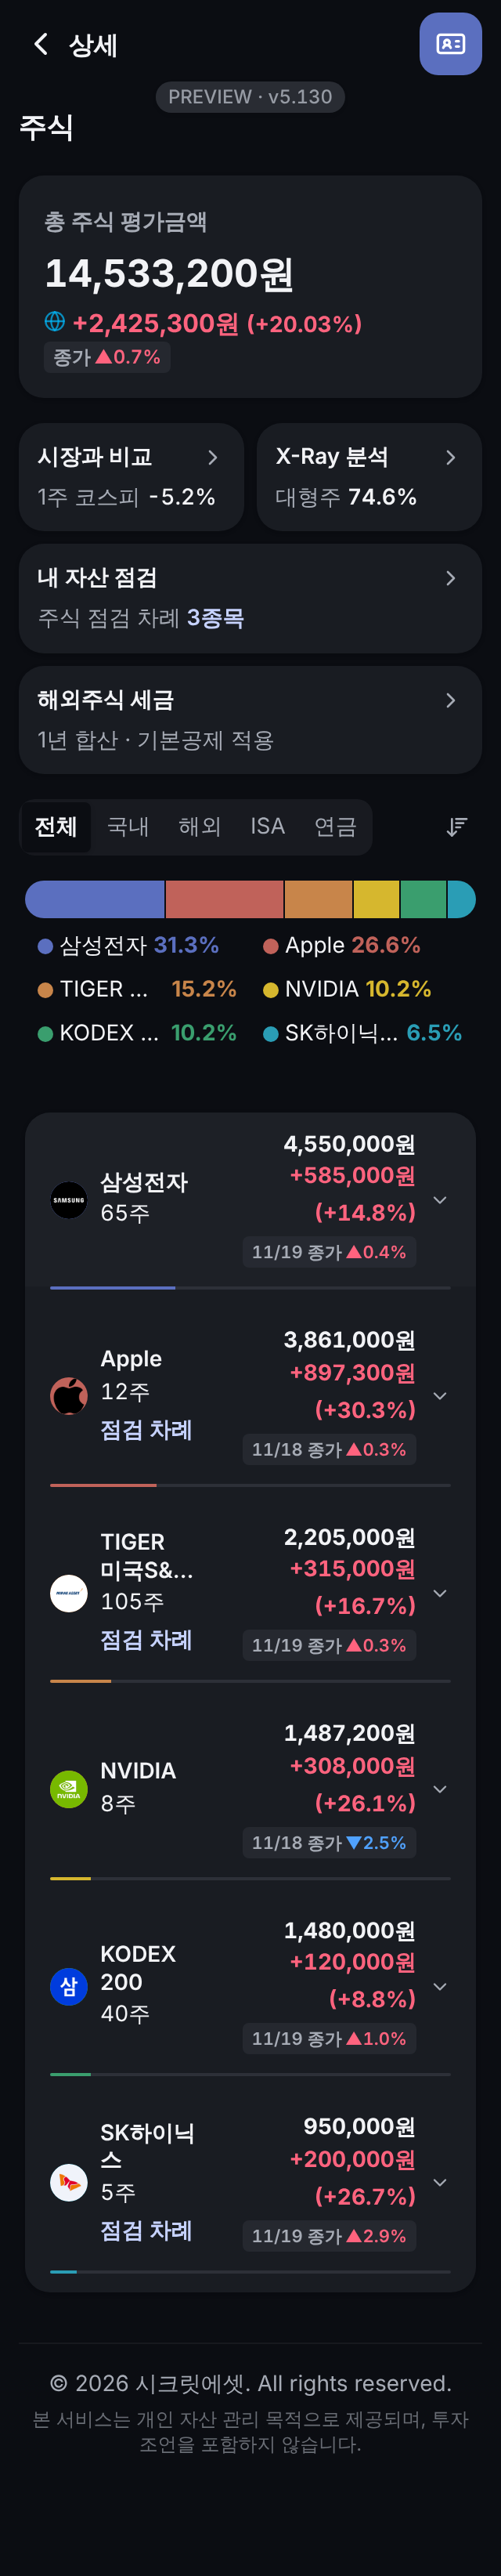 상세
PREVIEW · v5.130
주식
총 주식 평가금액
14,533,200원
+2,425,300원 (+20.03%)
종가 ▲0.7%
시장과 비교
1주 코스피 -5.2%
X-Ray 분석
대형주 74.6%
내 자산 점검
주식 점검 차례 3종목
해외주식 세금
1년 합산 · 기본공제 적용
전체 국내 해외 ISA 연금
삼성전자 31.3% Apple 26.6%
TIGER ... 15.2% NVIDIA 10.2%
KODEX ... 10.2% SK하이닉... 6.5%
SAMSUNG
삼성전자
65주
4,550,000원
+585,000원
(+14.8%)
11/19 종가 ▲0.4%
Apple
12주
점검 차례
3,861,000원
+897,300원
(+30.3%)
11/18 종가 ▲0.3%
TIGER
미국S&...
105주
점검 차례
2,205,000원
+315,000원
(+16.7%)
11/19 종가 ▲0.3%
NVIDIA
NVIDIA
8주
1,487,200원
+308,000원
(+26.1%)
11/18 종가 ▼2.5%
삼
KODEX
200
40주
1,480,000원
+120,000원
(+8.8%)
11/19 종가 ▲1.0%
SK하이닉
스
5주
점검 차례
950,000원
+200,000원
(+26.7%)
11/19 종가 ▲2.9%
© 2026 시크릿에셋. All rights reserved.
본 서비스는 개인 자산 관리 목적으로 제공되며, 투자
조언을 포함하지 않습니다.